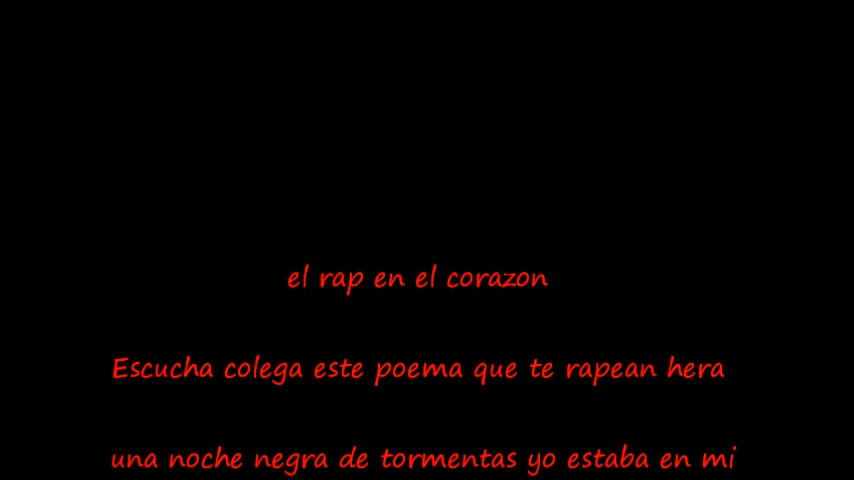 el rap en el corazon
Escucha colega este poema que te rapean hera
una noche negra de tormentas yo estaba en mi